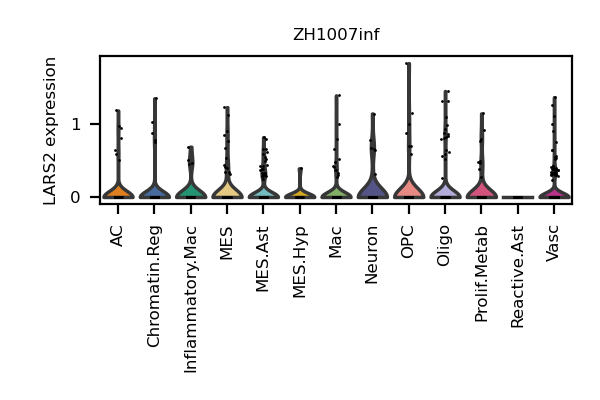 ZH1007inf
LARS2 expression
1
0
AC
Chromatin.Reg
Inflammatory.Mac
MES
MES.Ast
MES.Hyp
Mac
Neuron
OPC
Oligo
Prolif.Metab
Reactive.Ast
Vasc